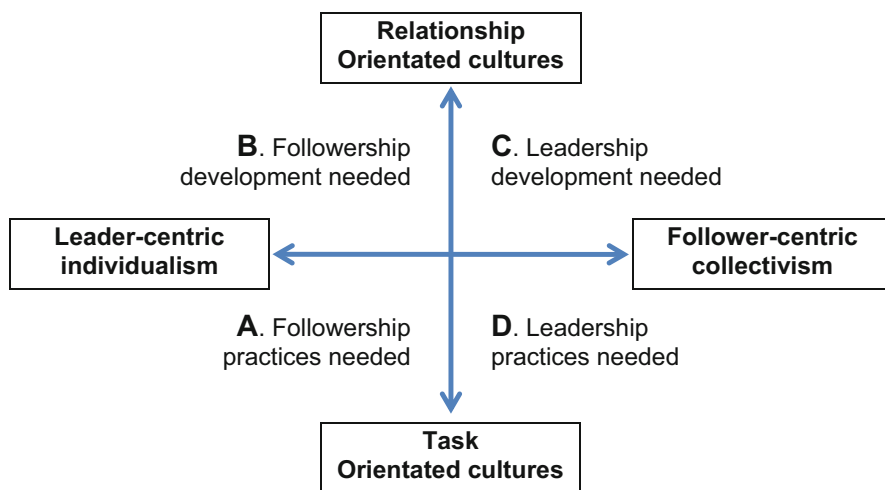 Relationship
Orientated cultures
B. Followership
development needed
C. Leadership
development needed
Leader-centric
individualism
Follower-centric
collectivism
A. Followership
practices needed
D. Leadership
practices needed
Task
Orientated cultures